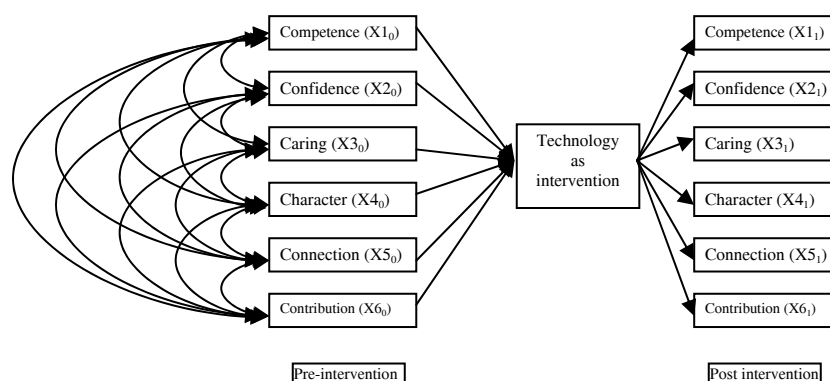 Competence (X1₀)
Confidence (X2₀)
Caring (X3₀)
Character (X4₀)
Connection (X5₀)
Contribution (X6₀)
Pre-intervention
Technology
as
intervention
Competence (X1₁)
Confidence (X2₁)
Caring (X3₁)
Character (X4₁)
Connection (X5₁)
Contribution (X6₁)
Post intervention